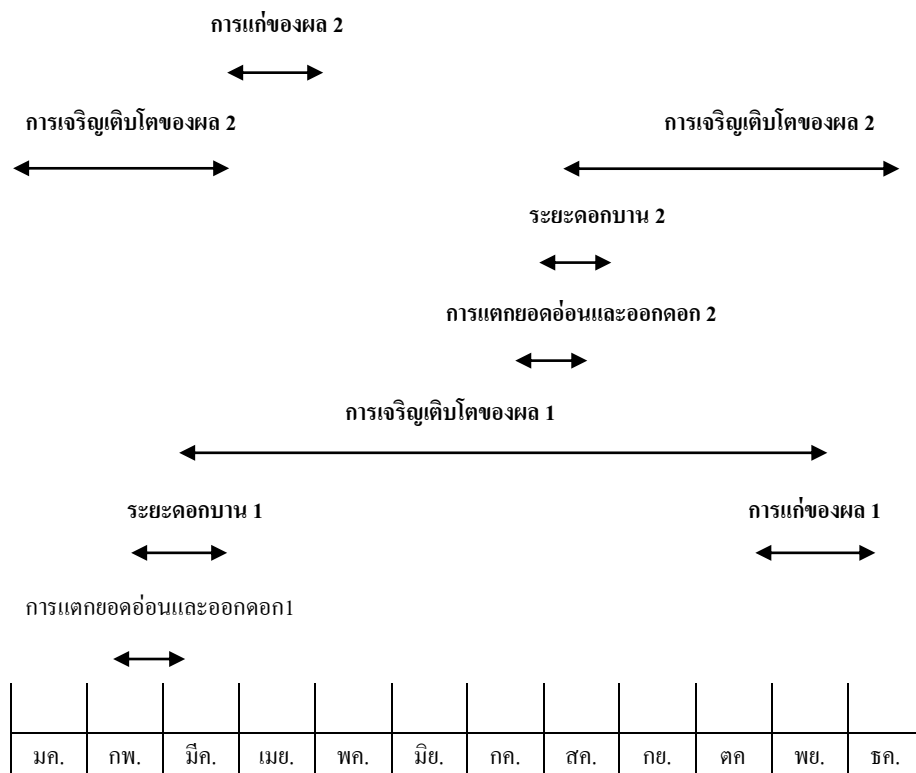 การแก่ของผล 2
การเจริญเติบโตของผล 2
การเจริญเติบโตของผล 2
ระยะดอกบาน 2
การแตกยอดอ่อนและออกดอก 2
การเจริญเติบโตของผล 1
ระยะดอกบาน 1
การแก่ของผล 1
การแตกยอดอ่อนและออกดอก1
มค. กพ. มีค. เมย. พค. มิย. กค. สค. กย. ตค พย. ธค.